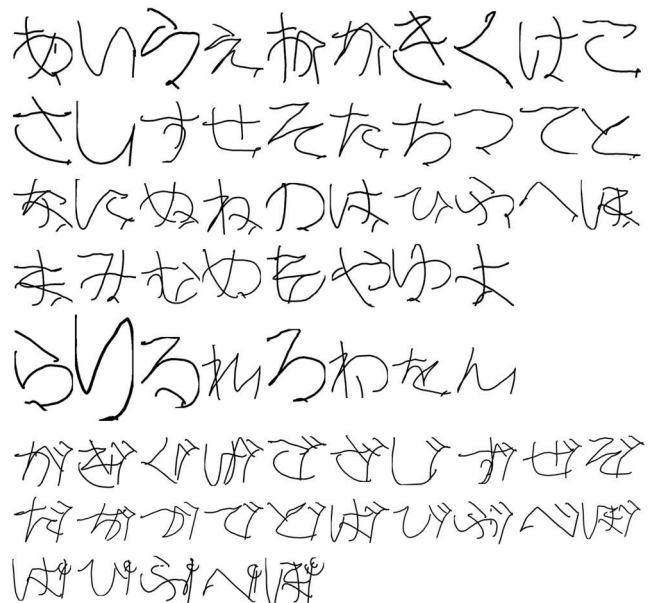 あいうえおかきくけこ
さしすせそたちつてと
なにぬねのはひふへほ
まみむめもやゆよ
らりるれろわをん
がぎぐげござじずぜぞ
だぢづでどばびぶべぼ
ぱぴぷぺぽ